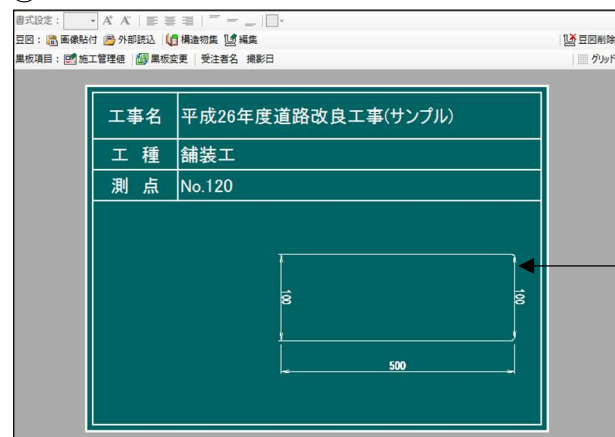 書式設定：
豆図： 画像貼付 外部読込 構造物集 編集 豆図削除
黒板項目： 施工管理値 黒板変更 受注者名 撮影日 グリッド
工事名 平成26年度道路改良工事(サンプル)
工 種 舗装工
測 点 No.120
100 100
500